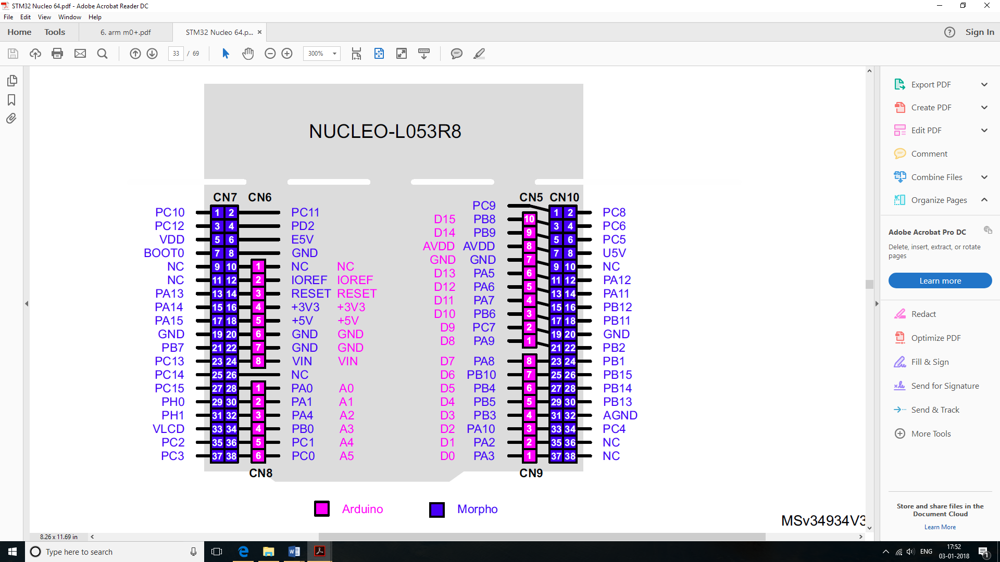 STM32 Nucleo 64.pdf - Adobe Acrobat Reader DC
File Edit View Window Help
Home Tools 6. arm m0+.pdf STM32 Nucleo 64.p... × Sign In
33 / 69 300%
NUCLEO-L053R8
CN7 CN6 CN5 CN10
PC9
PC10 1 2 PC11 1 2 PC8
D15 PB8 10
PC12 3 4 PD2 3 4 PC6
D14 PB9 9
VDD 5 6 E5V 5 6 PC5
AVDD AVDD 8
BOOT0 7 8 GND 7 8 U5V
GND GND 7
NC 9 10 1 NC NC 9 10 NC
D13 PA5 6
NC 11 12 2 IOREF IOREF 11 12 PA12
D12 PA6 5
PA13 13 14 3 RESET RESET 13 14 PA11
D11 PA7 4
PA14 15 16 4 +3V3 +3V3 15 16 PB12
D10 PB6 3
PA15 17 18 5 +5V +5V 17 18 PB11
D9 PC7 2
GND 19 20 6 GND GND 19 20 GND
D8 PA9 1
PB7 21 22 7 GND GND 21 22 PB2
PC13 23 24 8 VIN VIN D7 PA8 8 23 24 PB1
PC14 25 26 NC D6 PB10 7 25 26 PB15
PC15 27 28 1 PA0 A0 D5 PB4 6 27 28 PB14
PH0 29 30 2 PA1 A1 D4 PB5 5 29 30 PB13
PH1 31 32 3 PA4 A2 D3 PB3 4 31 32 AGND
VLCD 33 34 4 PB0 A3 D2 PA10 3 33 34 PC4
PC2 35 36 5 PC1 A4 D1 PA2 2 35 36 NC
PC3 37 38 6 PC0 A5 D0 PA3 1 37 38 NC
CN8 CN9
Arduino Morpho
MSv34934V3
8.26 x 11.69 in
Export PDF
Create PDF
Edit PDF
Comment
Combine Files
Organize Pages
Adobe Acrobat Pro DC
Delete, insert, extract, or rotate
pages
Learn more
Redact
Optimize PDF
Fill & Sign
Send for Signature
Send & Track
More Tools
Store and share files in the
Document Cloud
Learn More
Type here to search
ENG
17:52
03-01-2018
1